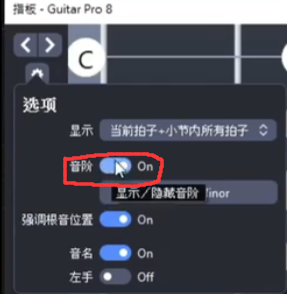 指板 - Guitar Pro 8
C
选项
显示 当前拍子+小节内所有拍子
音阶 On
显示/隐藏音阶 inor
强调根音位置 On
音名 On
左手 Off